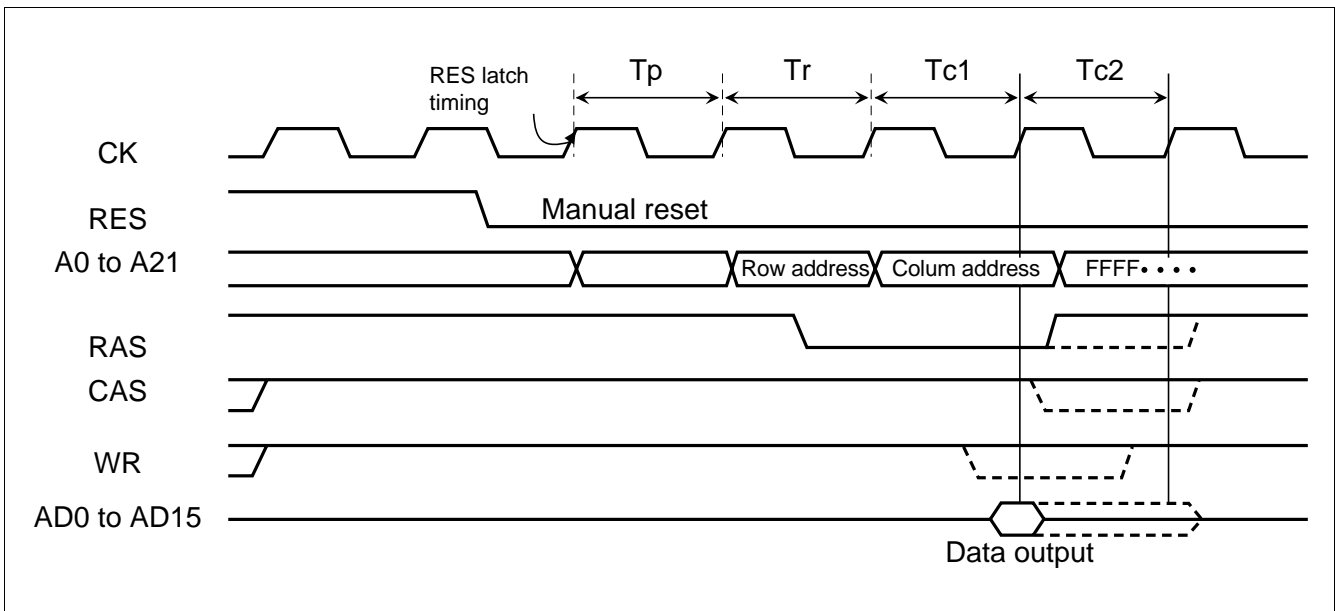 RES latch
timing
Tp
Tr
Tc1
Tc2
CK
RES
Manual reset
A0 to A21
Row address
Colum address
FFFF• • • •
RAS
CAS
WR
AD0 to AD15
Data output